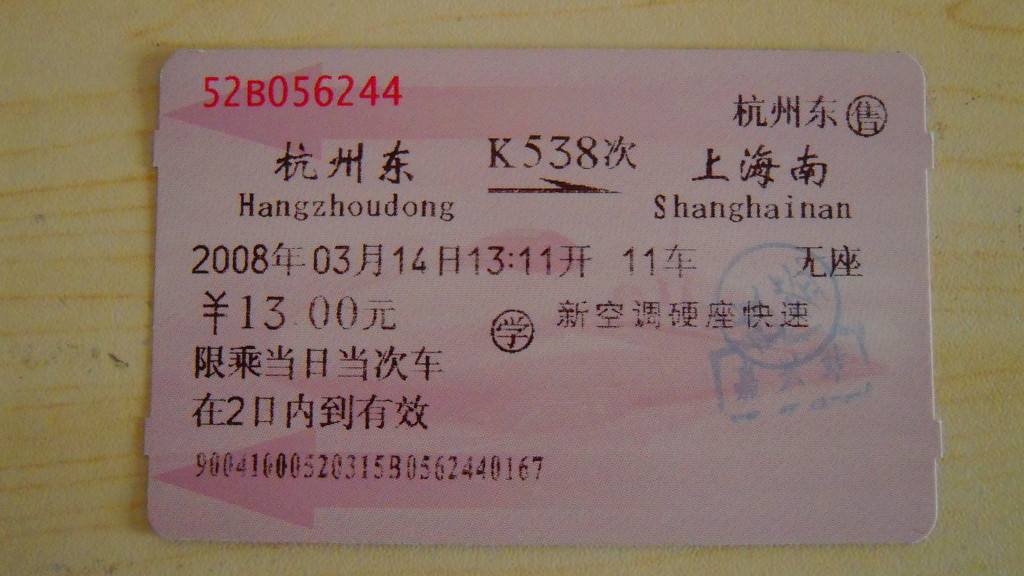 52B056244
杭州东 售
杭州东 K538次 上海南
Hangzhoudong Shanghainan
2008年03月14日13:11开 11车 无座
￥13.00元 学 新空调硬座快速
限乘当日当次车
在2日内到有效
90041000520315B0562440167